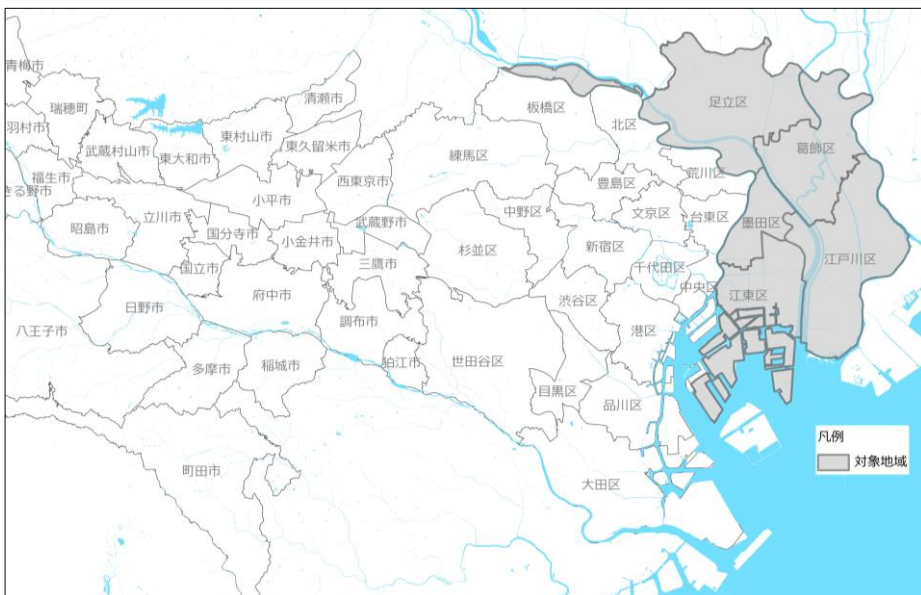 青梅市
清瀬市
瑞穂町
板橋区
足立区
東村山市
北区
羽村市
東久留米市
葛飾区
武蔵村山市
東大和市
練馬区
西東京市
荒川区
福生市
豊島区
きる野市
小平市
文京区
中野区
台東区
武蔵野市
立川市
昭島市
墨田区
国分寺市
小金井市
杉並区
新宿区
江戸川区
三鷹市
千代田区
国立市
中央区
江東区
府中市
渋谷区
日野市
調布市
港区
八王子市
狛江市
世田谷区
多摩市
稲城市
目黒区
品川区
凡例
対象地域
町田市
大田区